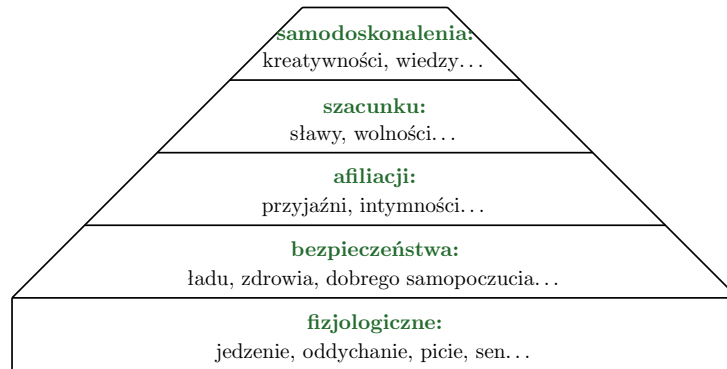 samodoskonalenia:
kreatywności, wiedzy...
szacunku:
sławy, wolności...
afiliacji:
przyjaźni, intymności...
bezpieczeństwa:
ładu, zdrowia, dobrego samopoczucia...
fizjologiczne:
jedzenie, oddychanie, picie, sen...